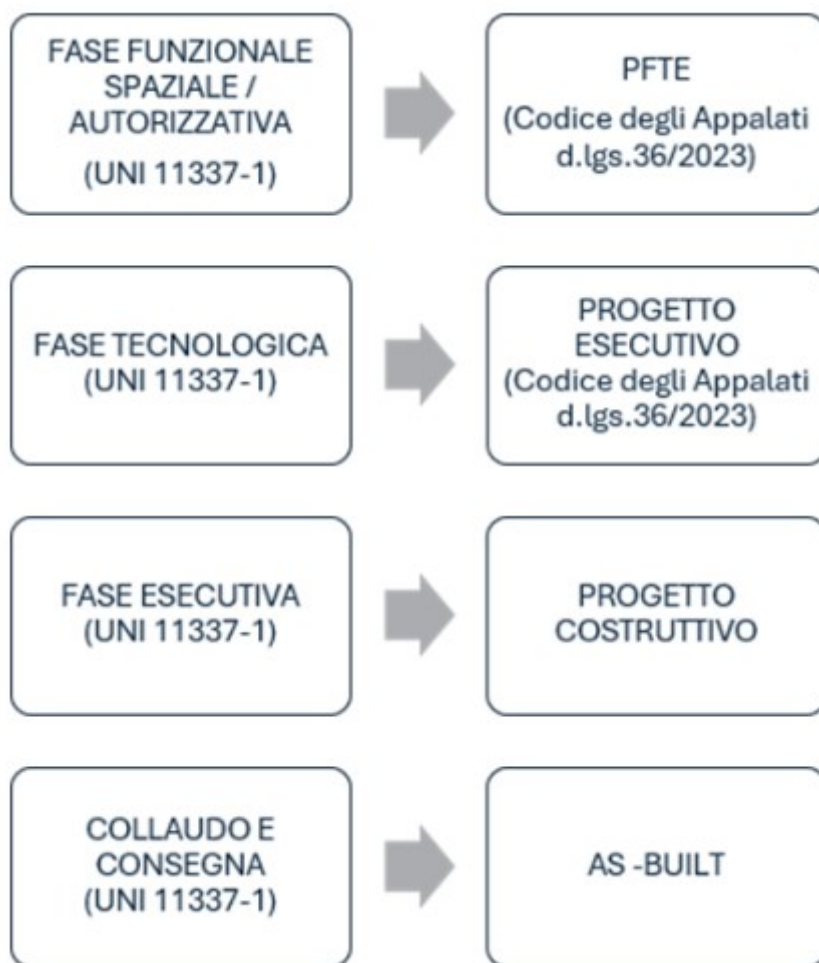 FASE FUNZIONALE
SPAZIALE /
AUTORIZZATIVA
(UNI 11337-1)
PFTE
(Codice degli Appalati
d.lgs.36/2023)
FASE TECNOLOGICA
(UNI 11337-1)
PROGETTO
ESECUTIVO
(Codice degli Appalati
d.lgs.36/2023)
FASE ESECUTIVA
(UNI 11337-1)
PROGETTO
COSTRUTTIVO
COLLAUDO E
CONSEGNA
(UNI 11337-1)
AS -BUILT